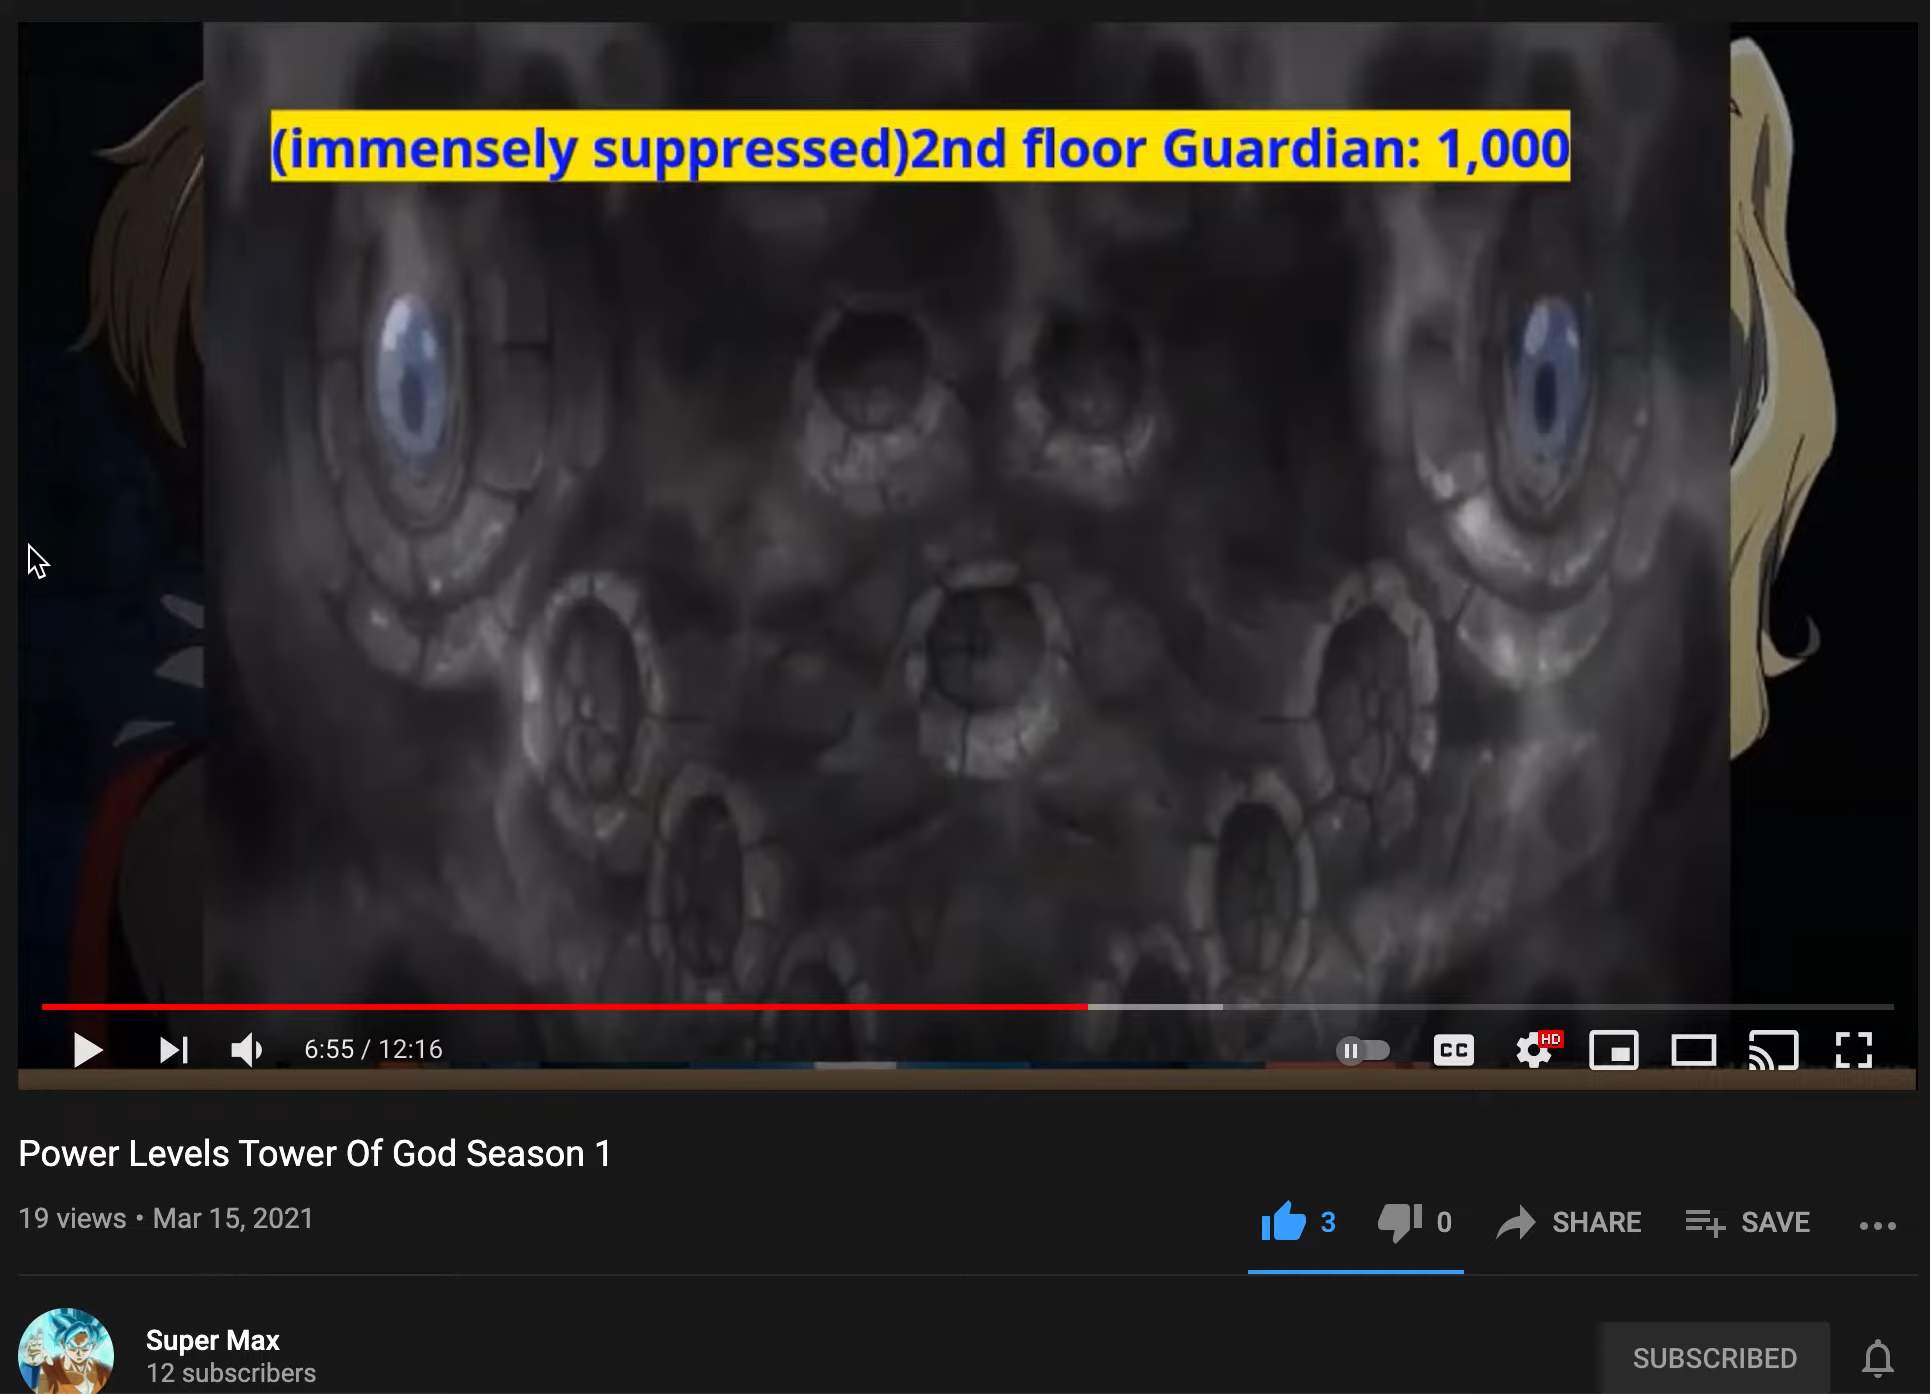 (immensely suppressed)2nd floor Guardian: 1,000
6:55 / 12:16
CC
HD
Power Levels Tower Of God Season 1
19 views • Mar 15, 2021
3
0
SHARE
SAVE
Super Max
12 subscribers
SUBSCRIBED